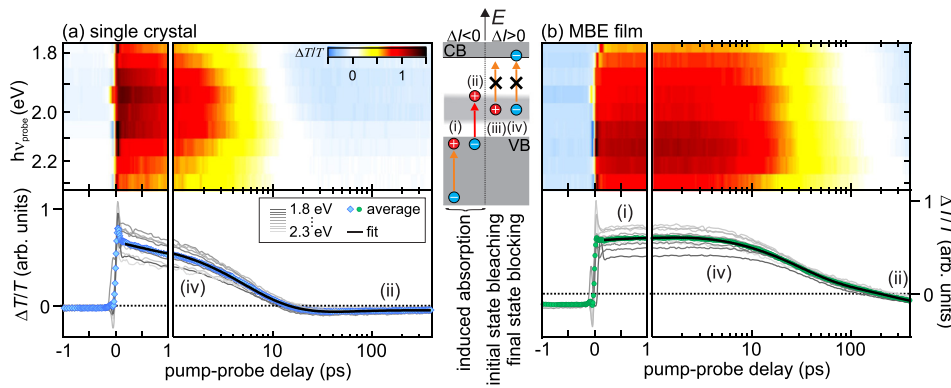 (a) single crystal
ΔT/T
0
1
1.8
2.0
2.2
hνprobe (eV)
1
0
ΔT/T (arb. units)
1.8 eV
2.3 eV
average
fit
(iv)
(ii)
-1
0
1
10
100
pump-probe delay (ps)
E
ΔI<0
ΔI>0
CB
(ii)
(i)
(iii)
(iv)
VB
induced absorption
initial state bleaching
final state blocking
(b) MBE film
(i)
(iv)
(ii)
1
0
ΔT/T (arb. units)
-1
0
1
10
100
pump-probe delay (ps)